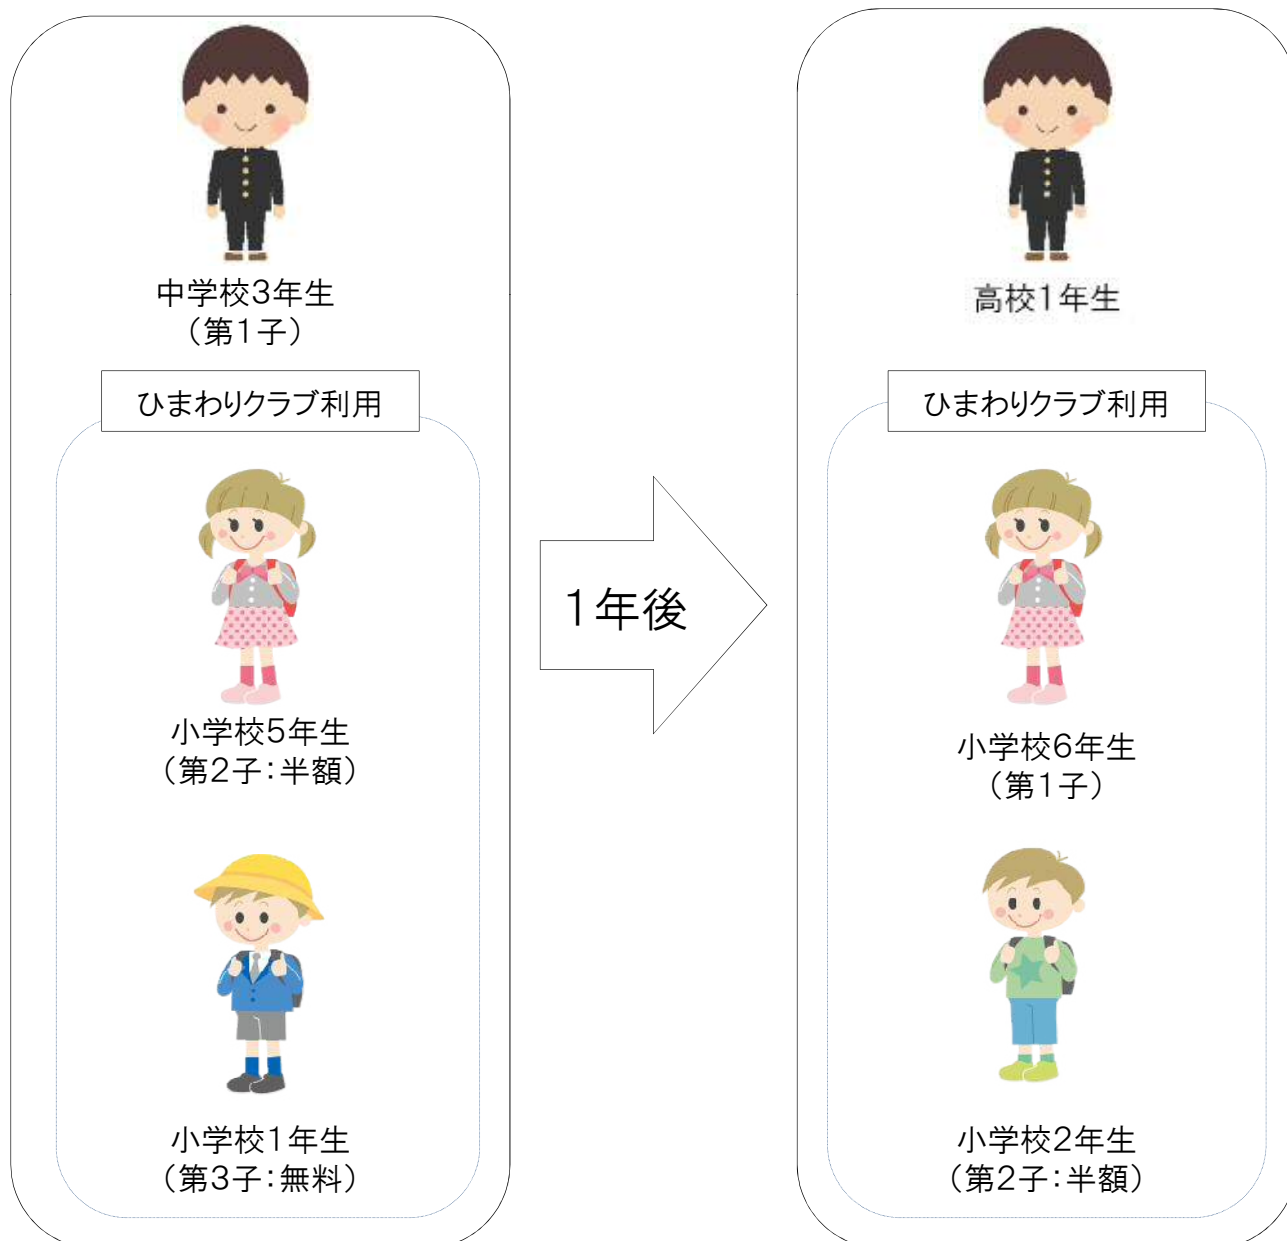 中学校3年生
（第1子）
ひまわりクラブ利用
小学校5年生
（第2子：半額）
小学校1年生
（第3子：無料）
1年後
高校1年生
ひまわりクラブ利用
小学校6年生
（第1子）
小学校2年生
（第2子：半額）